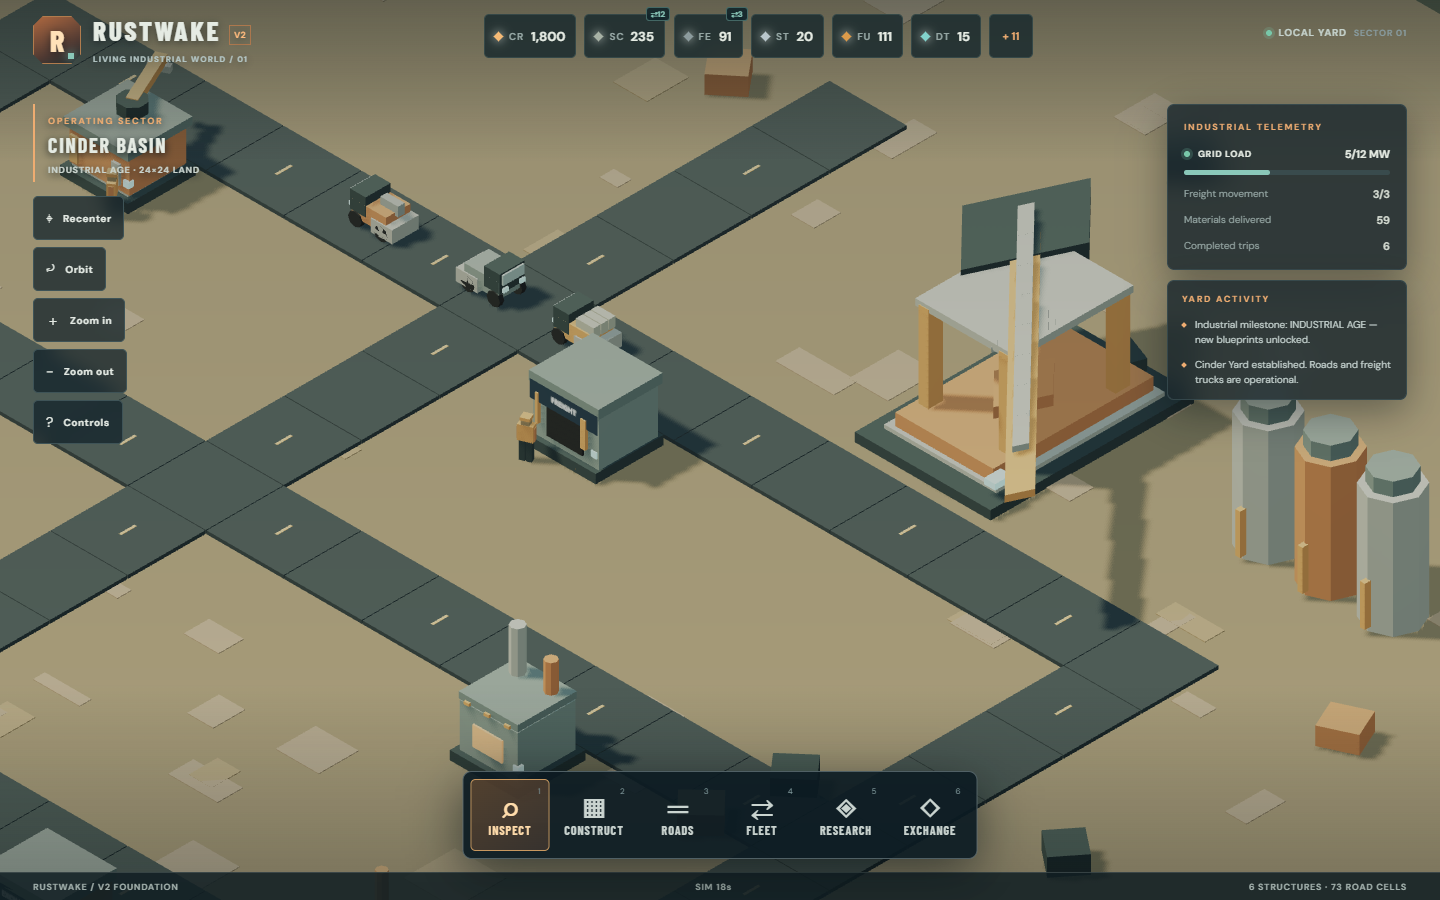 R
RUSTWAKE V2
LIVING INDUSTRIAL WORLD / 01
CR 1,800
⇄12
SC 235
⇄3
FE 91
ST 20
FU 111
DT 15
+11
LOCAL YARD SECTOR 01
OPERATING SECTOR
CINDER BASIN
INDUSTRIAL AGE · 24×24 LAND
Recenter
Orbit
+ Zoom in
− Zoom out
? Controls
INDUSTRIAL TELEMETRY
GRID LOAD 5/12 MW
Freight movement 3/3
Materials delivered 59
Completed trips 6
YARD ACTIVITY
Industrial milestone: INDUSTRIAL AGE —
new blueprints unlocked.
Cinder Yard established. Roads and freight
trucks are operational.
FREIGHT
1 INSPECT
2 CONSTRUCT
3 ROADS
4 FLEET
5 RESEARCH
6 EXCHANGE
RUSTWAKE / V2 FOUNDATION
SIM 18s
6 STRUCTURES · 73 ROAD CELLS